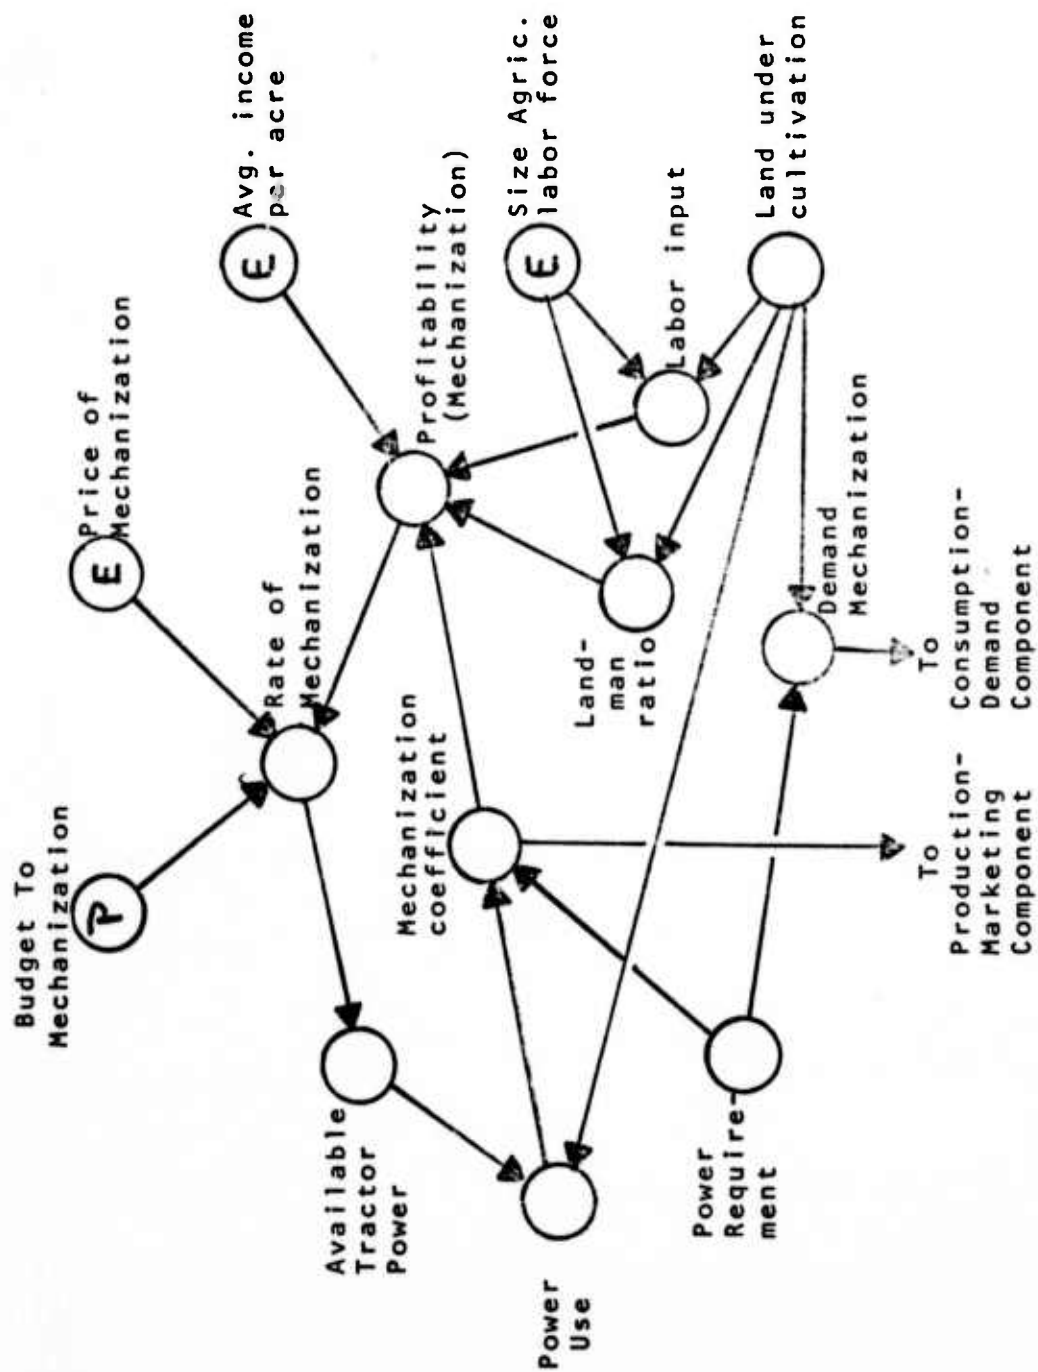 Budget To
Mechanization
P
Price of
Mechanization
E
Avg. income
per acre
E
Rate of
Mechanization
Profitability
(Mechanization)
Available
Tractor
Power
Mechanization
coefficient
Size Agric.
labor force
E
Labor input
Land-
man
ratio
Power
Use
Power
Require-
ment
Land under
cultivation
Demand
Mechanization
To
Production-
Marketing
Component
To
Consumption-
Demand
Component